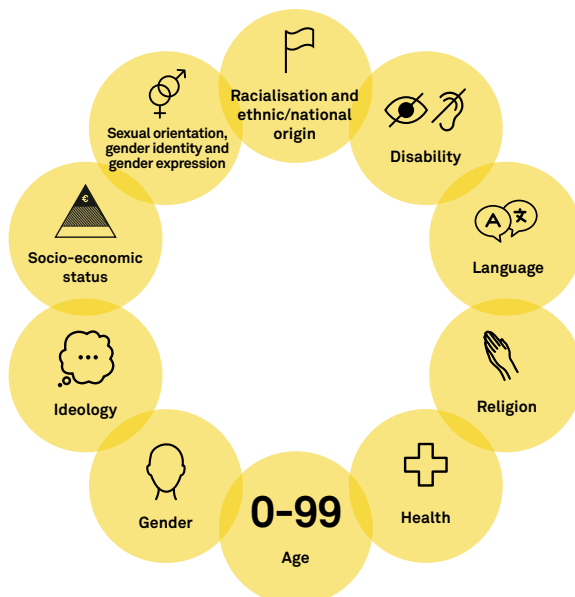 Racialisation and
ethnic/national
origin
Disability
A 文
Language
Religion
Health
0-99
Age
Gender
Ideology
€
Socio-economic
status
Sexual orientation,
gender identity and
gender expression